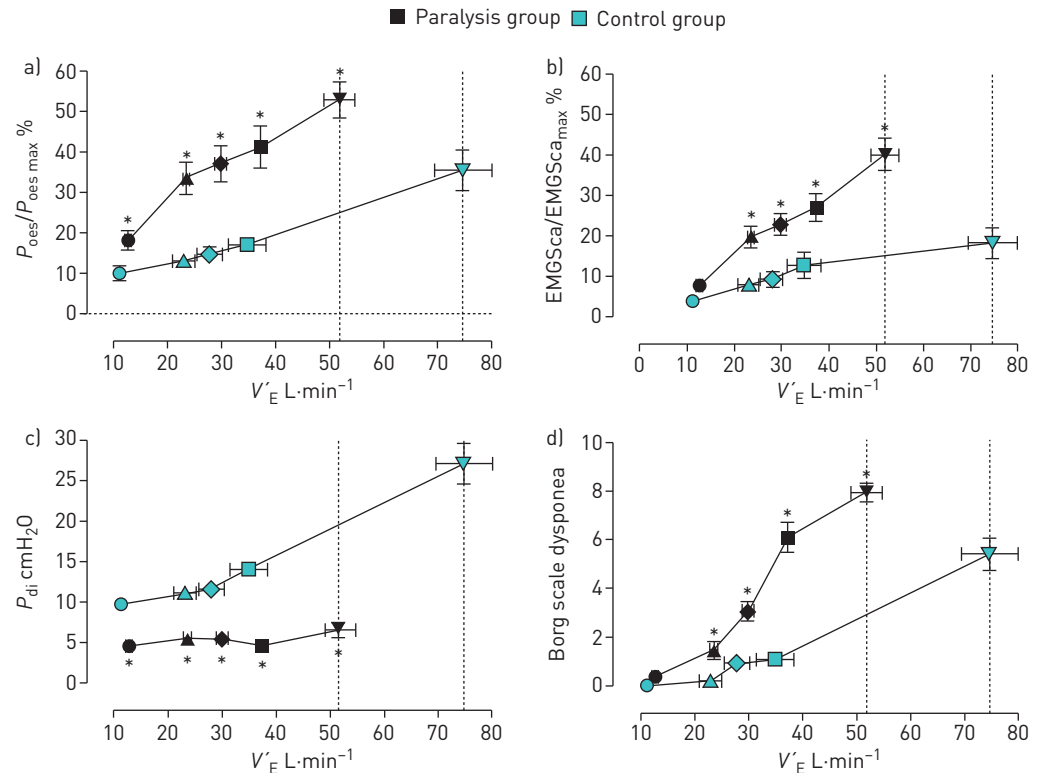 Paralysis group Control group
a)
60
50
40
30
20
10
0
P oes/P oes max %
10 20 30 40 50 60 70 80
V′E L·min−1
* * * * *
b)
60
50
40
30
20
10
0
EMGSca/EMGScamax %
0 10 20 30 40 50 60 70 80
V′E L·min−1
* * * *
c)
30
25
20
15
10
5
0
Pdi cmH2O
10 20 30 40 50 60 70 80
V′E L·min−1
* * * * *
d)
10
8
6
4
2
0
Borg scale dysponea
10 20 30 40 50 60 70 80
V′E L·min−1
* * * *